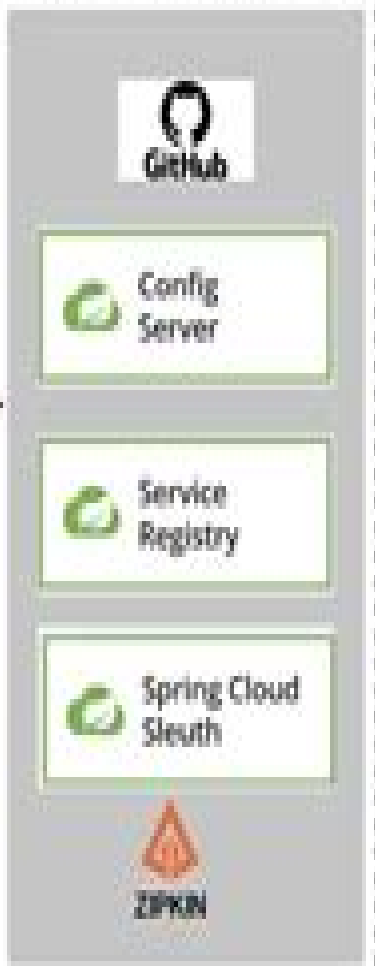 GitHub
Config
Server
Service
Registry
Spring Cloud
Sleuth
ZIPKIN